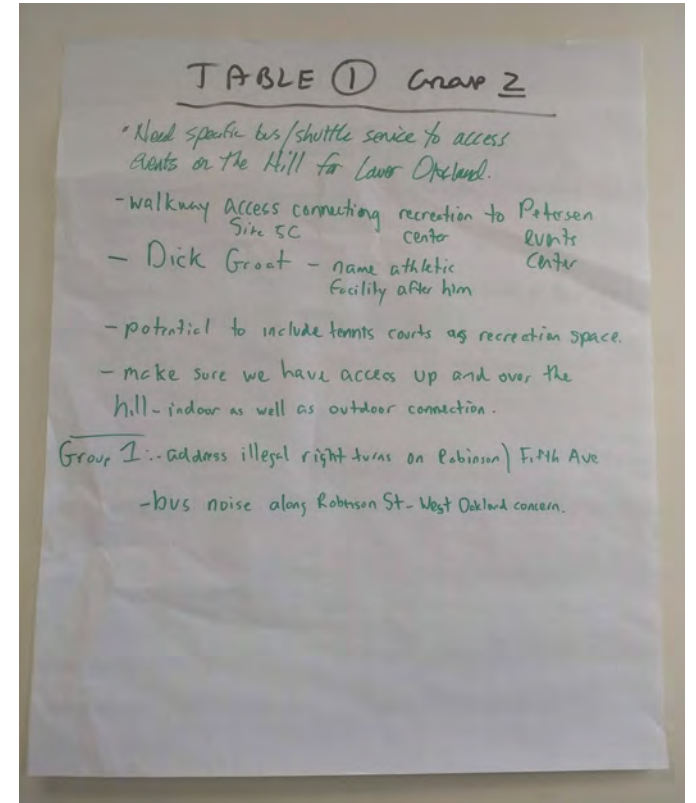 TABLE ① Group 2
• Need specific bus/shuttle service to access
events on the Hill for Lower Oakland.
- walkway access connecting recreation to Petersen
Site 5C center events
- Dick Groat - name athletic center
facility after him
- potential to include tennis courts as recreation space.
- make sure we have access up and over the
hill - indoor as well as outdoor connection.
Group 1: - address illegal right turns on Robinson/Fifth Ave
- bus noise along Robinson St - West Oakland concern.